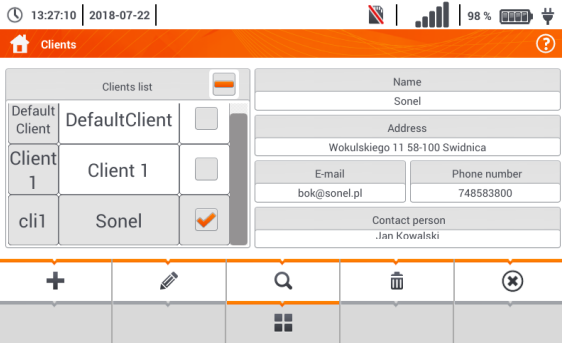 13:27:10 2018-07-22 98 %
Clients ?
Clients list
Default Client DefaultClient
Client 1 Client 1
cli1 Sonel
Name
Sonel
Address
Wokulskiego 11 58-100 Swidnica
E-mail Phone number
bok@sonel.pl 748583800
Contact person
Jan Kowalski